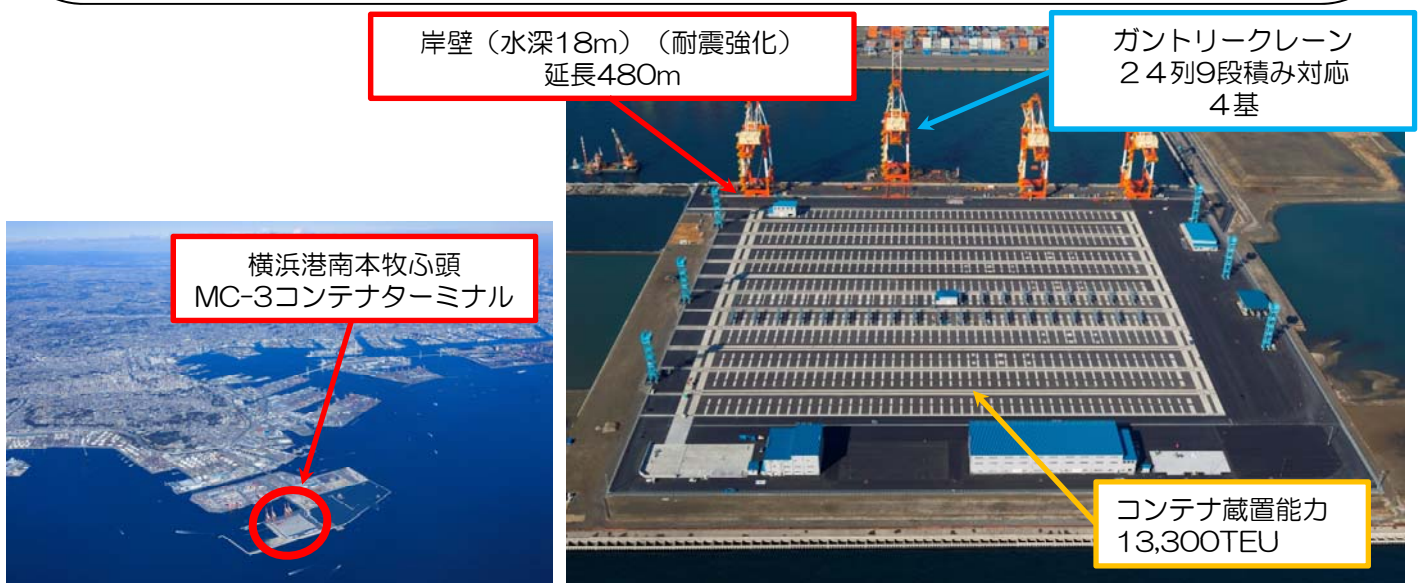 岸壁（水深18m）（耐震強化）
延長480m
ガントリークレーン
２４列9段積み対応
４基
横浜港南本牧ふ頭
MC-3コンテナターミナル
コンテナ蔵置能力
13,300TEU